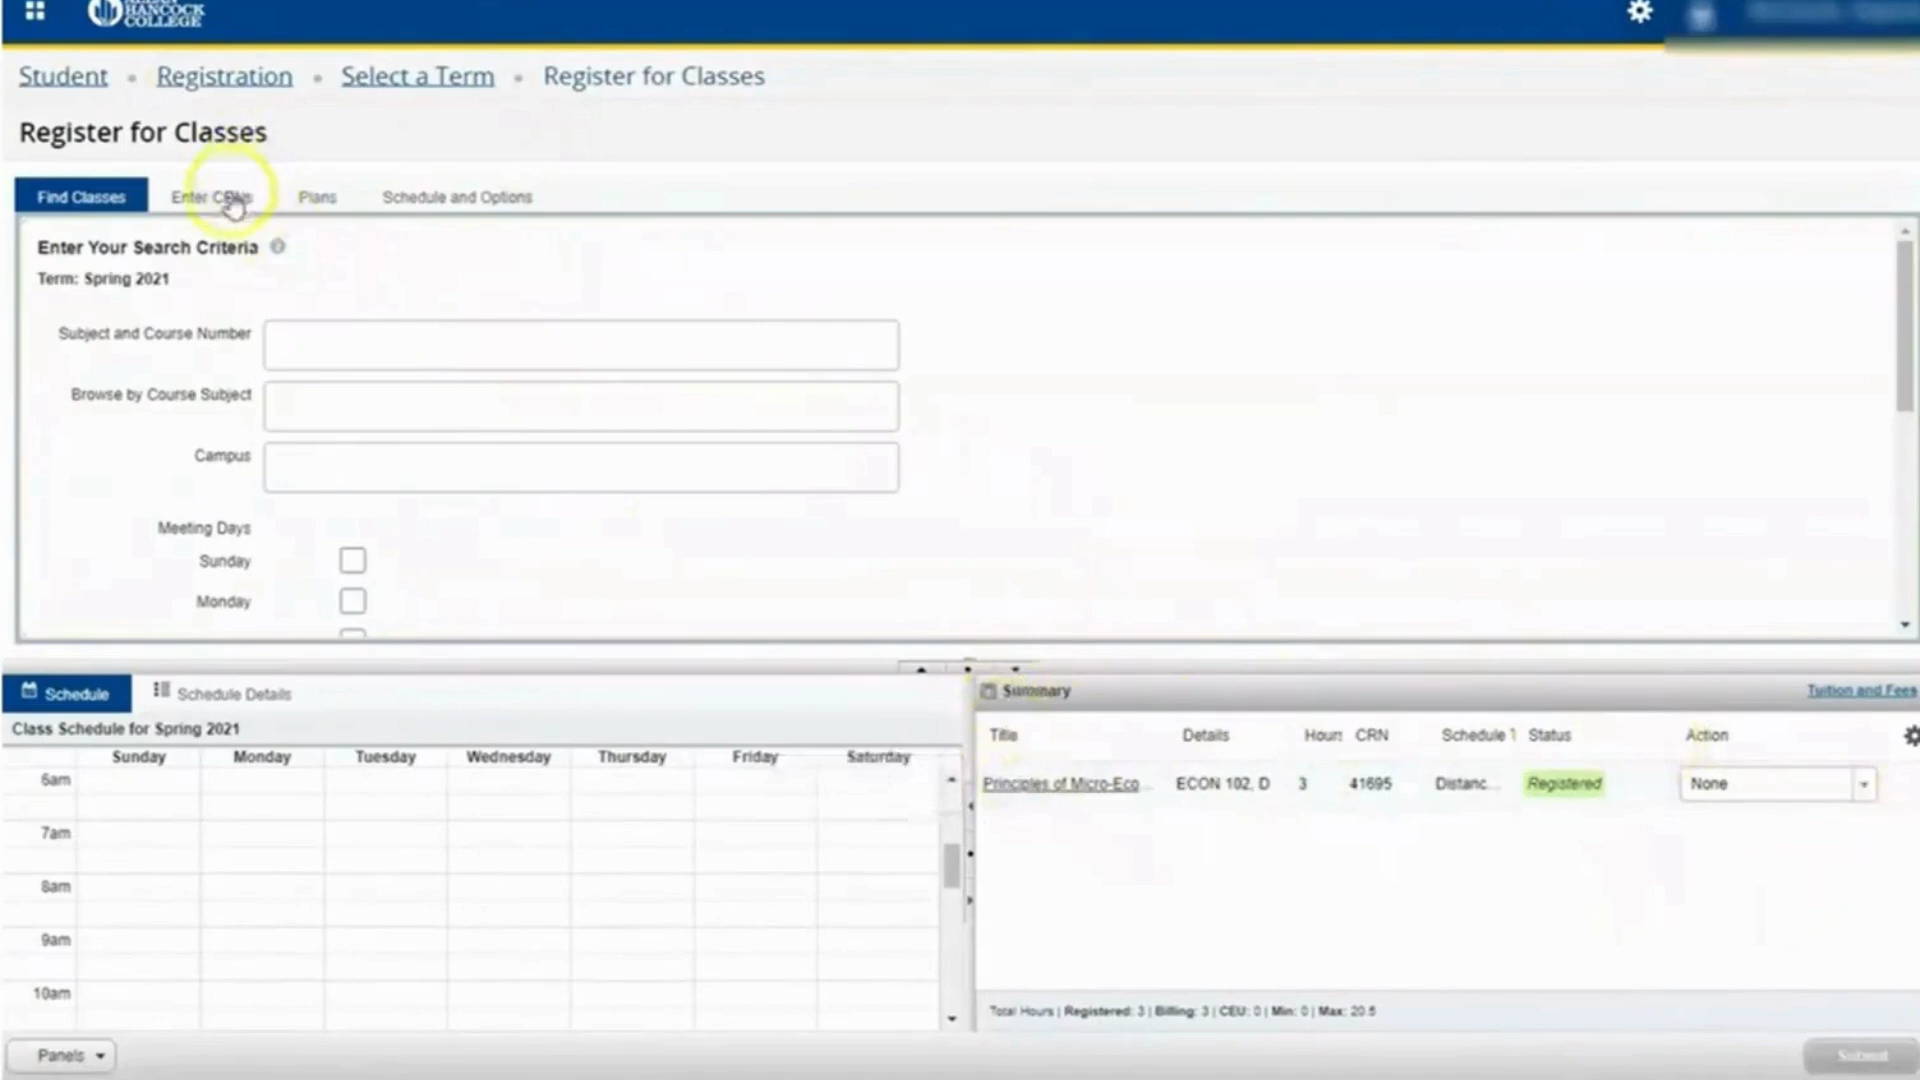 HANCOCK
COLLEGE
Student • Registration • Select a Term • Register for Classes
Register for Classes
Find Classes Enter CRNs Plans Schedule and Options
Enter Your Search Criteria
Term: Spring 2021
Subject and Course Number
Browse by Course Subject
Campus
Meeting Days
Sunday
Monday
Schedule Schedule Details
Class Schedule for Spring 2021
Sunday Monday Tuesday Wednesday Thursday Friday Saturday
6am
7am
8am
9am
10am
Summary Tuition and Fees
Title Details Hours CRN Schedule T Status Action
Principles of Micro-Eco... ECON 102, D 3 41695 Distanc... Registered None
Total Hours | Registered: 3 | Billing: 3 | CEU: 0 | Min: 0 | Max: 20.5
Panels Submit